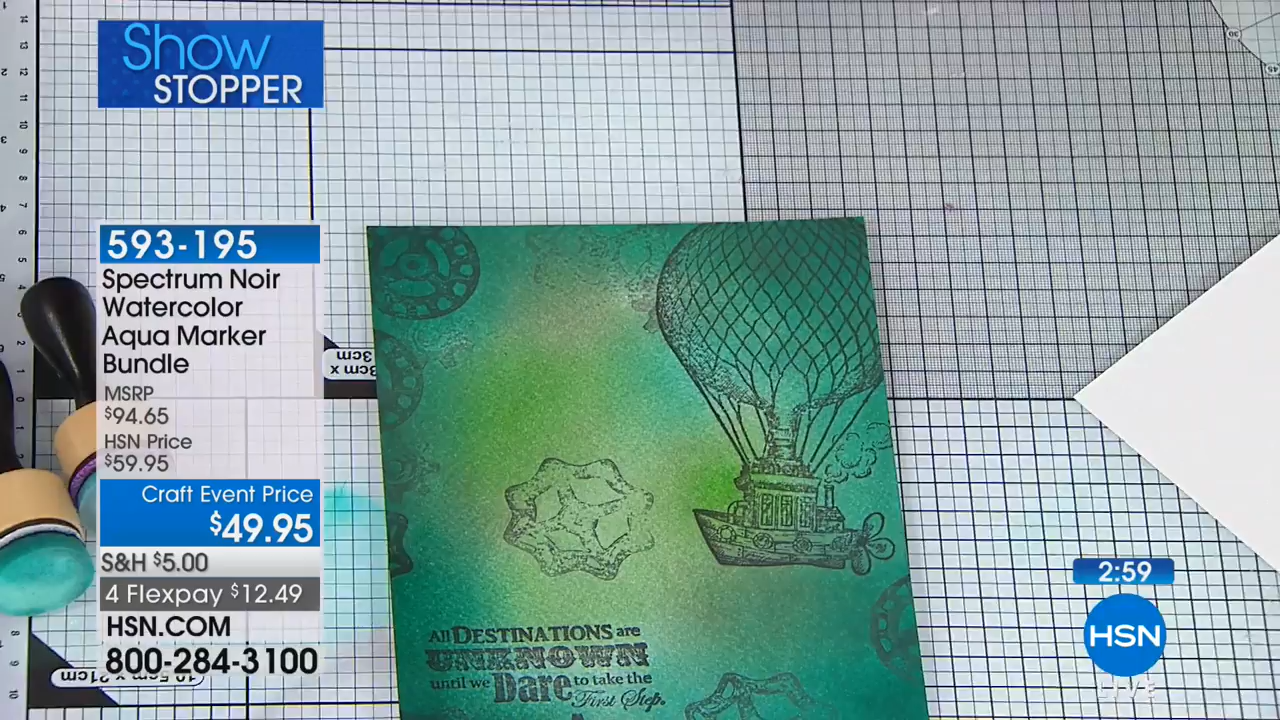 Show
STOPPER
593-195
Spectrum Noir
Watercolor
Aqua Marker
Bundle
MSRP
$94.65
HSN Price
$59.95
Craft Event Price
$49.95
S&H $5.00
4 Flexpay $12.49
HSN.COM
800-284-3100
All DESTINATIONS are
UNKNOWN
until we Dare to take the
First Step.
2:59
HSN
LIVE